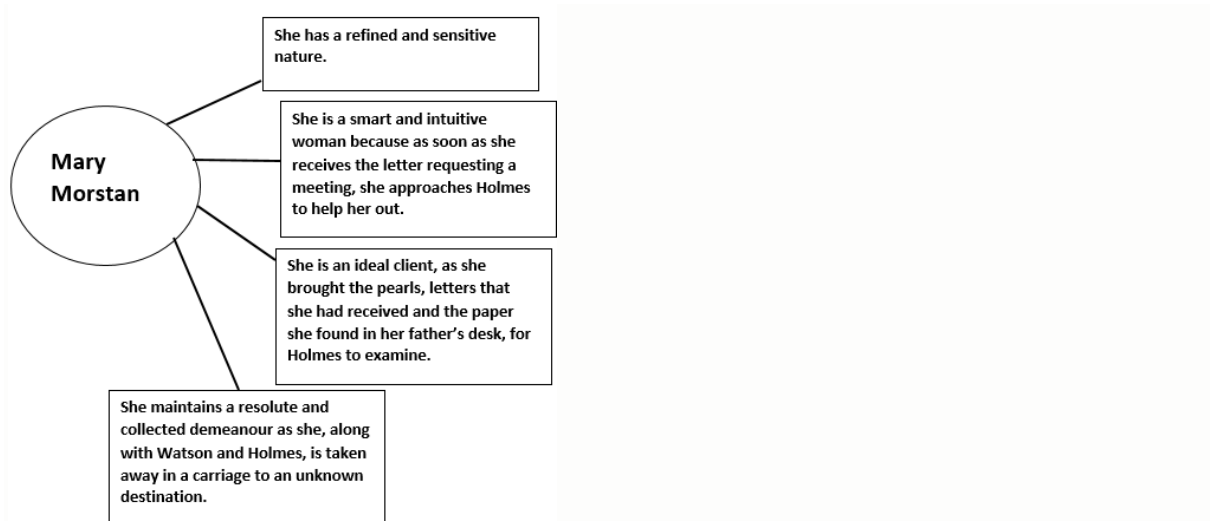 She has a refined and sensitive
nature.
Mary
Morstan
She is a smart and intuitive
woman because as soon as she
receives the letter requesting a
meeting, she approaches Holmes
to help her out.
She is an ideal client, as she
brought the pearls, letters that
she had received and the paper
she found in her father’s desk, for
Holmes to examine.
She maintains a resolute and
collected demeanour as she, along
with Watson and Holmes, is taken
away in a carriage to an unknown
destination.